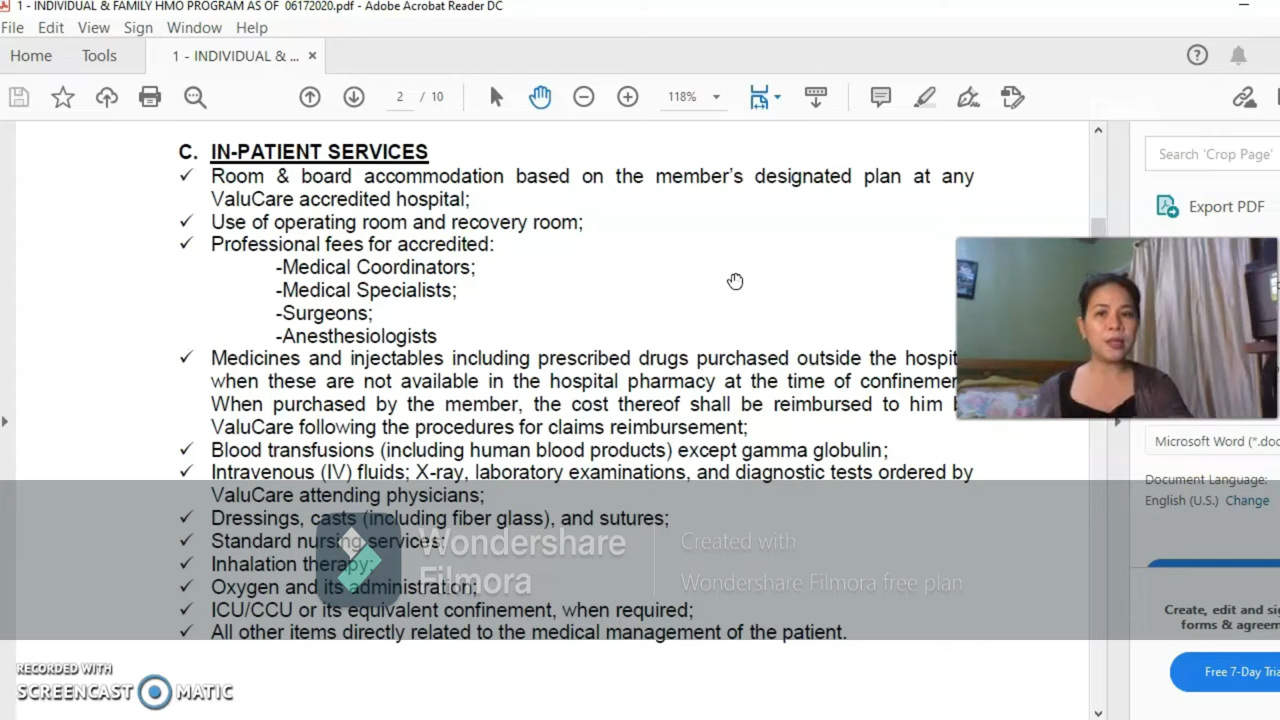 1 - INDIVIDUAL & FAMILY HMO PROGRAM AS OF 06172020.pdf - Adobe Acrobat Reader DC
File Edit View Sign Window Help
Home Tools 1 - INDIVIDUAL & ... ×
2 / 10 118%
C. IN-PATIENT SERVICES
✓ Room & board accommodation based on the member's designated plan at any
ValuCare accredited hospital;
✓ Use of operating room and recovery room;
✓ Professional fees for accredited:
-Medical Coordinators;
-Medical Specialists;
-Surgeons;
-Anesthesiologists
✓ Medicines and injectables including prescribed drugs purchased outside the
when these are not available in the hospital pharmacy at the time of
When purchased by the member, the cost thereof shall be reimbursed to him
ValuCare following the procedures for claims reimbursement;
✓ Blood transfusions (including human blood products) except gamma globulin;
✓ Intravenous (IV) fluids; X-ray, laboratory examinations, and diagnostic tests ordered by
ValuCare attending physicians;
✓ Dressings, casts (including fiber glass), and sutures;
✓ Standard nursing services;
✓ Inhalation therapy;
✓ Oxygen and its administration;
✓ ICU/CCU or its equivalent confinement, when required;
✓ All other items directly related to the medical management of the patient.
Search 'Crop Page'
Export PDF
Microsoft Word (*.doc
Document Language:
English (U.S.) Change
Create, edit and
forms &
Free 7-Day
Wondershare
Filmora
Created with
Wondershare Filmora free plan
RECORDED WITH
SCREENCAST MATIC